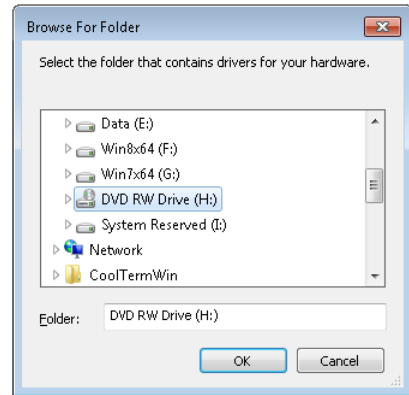 Browse For Folder
Select the folder that contains drivers for your hardware.
Data (E:)
Win8x64 (F:)
Win7x64 (G:)
DVD RW Drive (H:)
System Reserved (I:)
Network
CoolTermWin
Folder: DVD RW Drive (H:)
OK Cancel